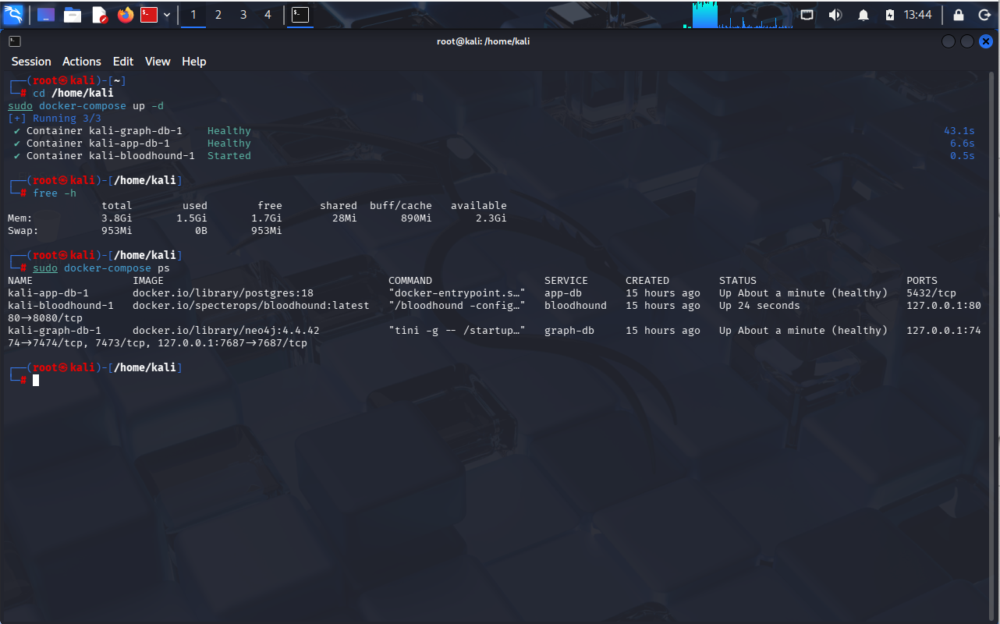 1 2 3 4 13:44
root@kali: /home/kali
Session Actions Edit View Help
┌──(root㉿kali)-[~]
└─# cd /home/kali
sudo docker-compose up -d
[+] Running 3/3
 ✔ Container kali-graph-db-1    Healthy    43.1s
 ✔ Container kali-app-db-1      Healthy    6.6s
 ✔ Container kali-bloodhound-1  Started    0.5s
┌──(root㉿kali)-[/home/kali]
└─# free -h
               total        used        free      shared  buff/cache   available
Mem:           3.8Gi       1.5Gi       1.7Gi        28Mi       890Mi       2.3Gi
Swap:          953Mi          0B       953Mi
┌──(root㉿kali)-[/home/kali]
└─# sudo docker-compose ps
NAME                IMAGE                                    COMMAND                  SERVICE      CREATED        STATUS                        PORTS
kali-app-db-1       docker.io/library/postgres:18            "docker-entrypoint.s…"   app-db       15 hours ago   Up About a minute (healthy)   5432/tcp
kali-bloodhound-1   docker.io/specterops/bloodhound:latest   "/bloodhound -config…"   bloodhound   15 hours ago   Up 24 seconds                 127.0.0.1:80
80->8080/tcp
kali-graph-db-1     docker.io/library/neo4j:4.4.42           "tini -g -- /startup…"   graph-db     15 hours ago   Up About a minute (healthy)   127.0.0.1:74
74->7474/tcp, 7473/tcp, 127.0.0.1:7687->7687/tcp
┌──(root㉿kali)-[/home/kali]
└─#